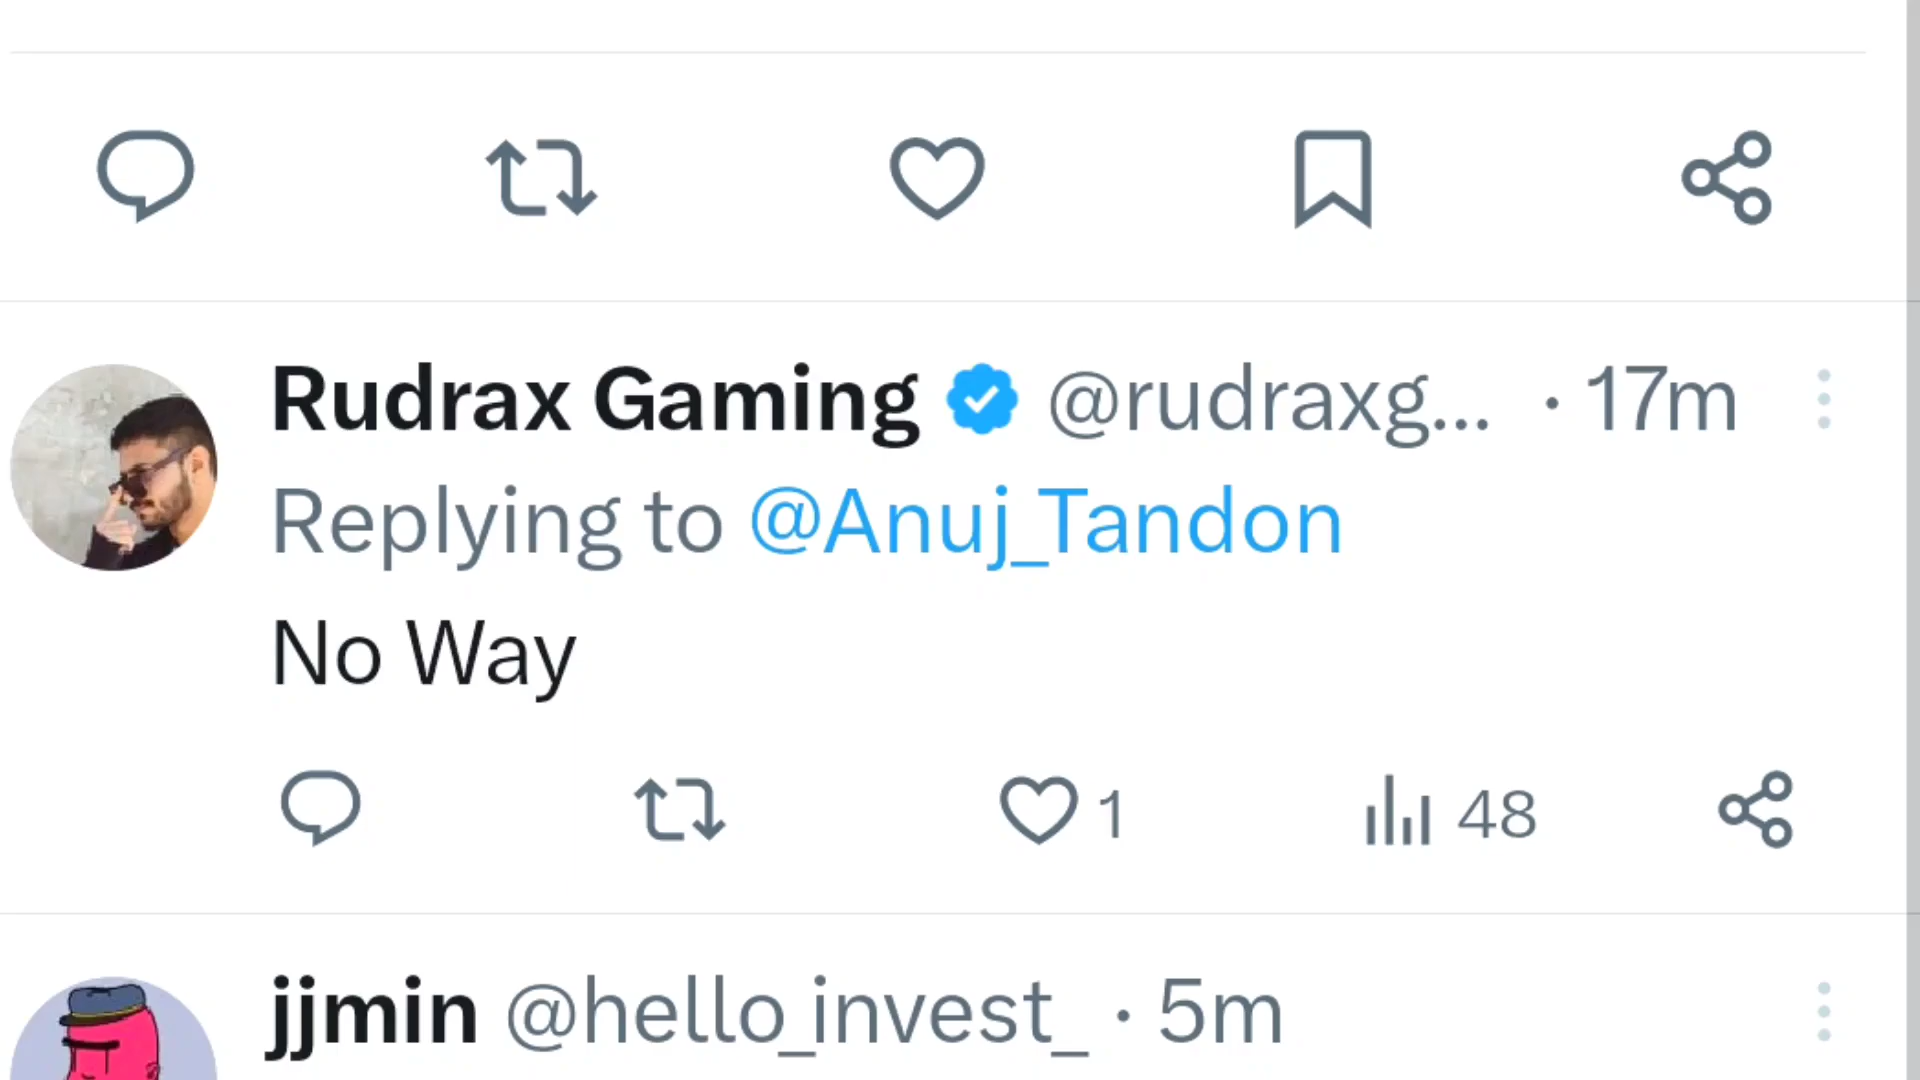 Rudrax Gaming @rudraxg... · 17m
Replying to @Anuj_Tandon
No Way
1 48
jjmin @hello_invest_ · 5m